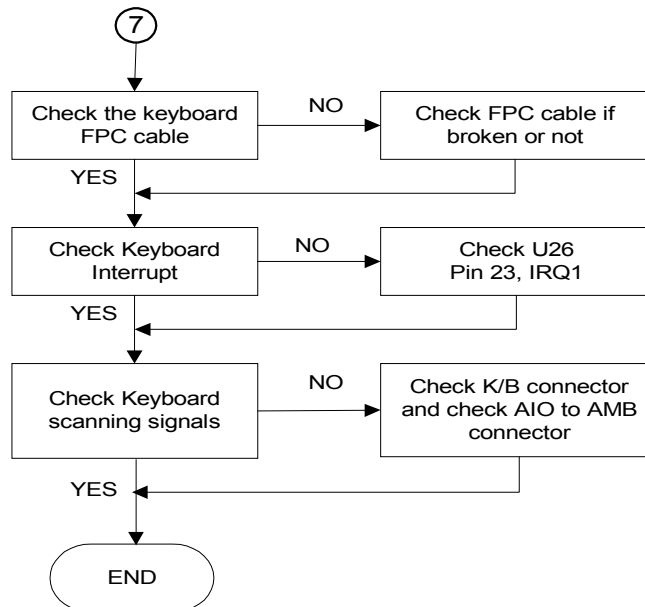 7
Check the keyboard
FPC cable
NO
Check FPC cable if
broken or not
YES
Check Keyboard
Interrupt
NO
Check U26
Pin 23, IRQ1
YES
Check Keyboard
scanning signals
NO
Check K/B connector
and check AIO to AMB
connector
YES
END